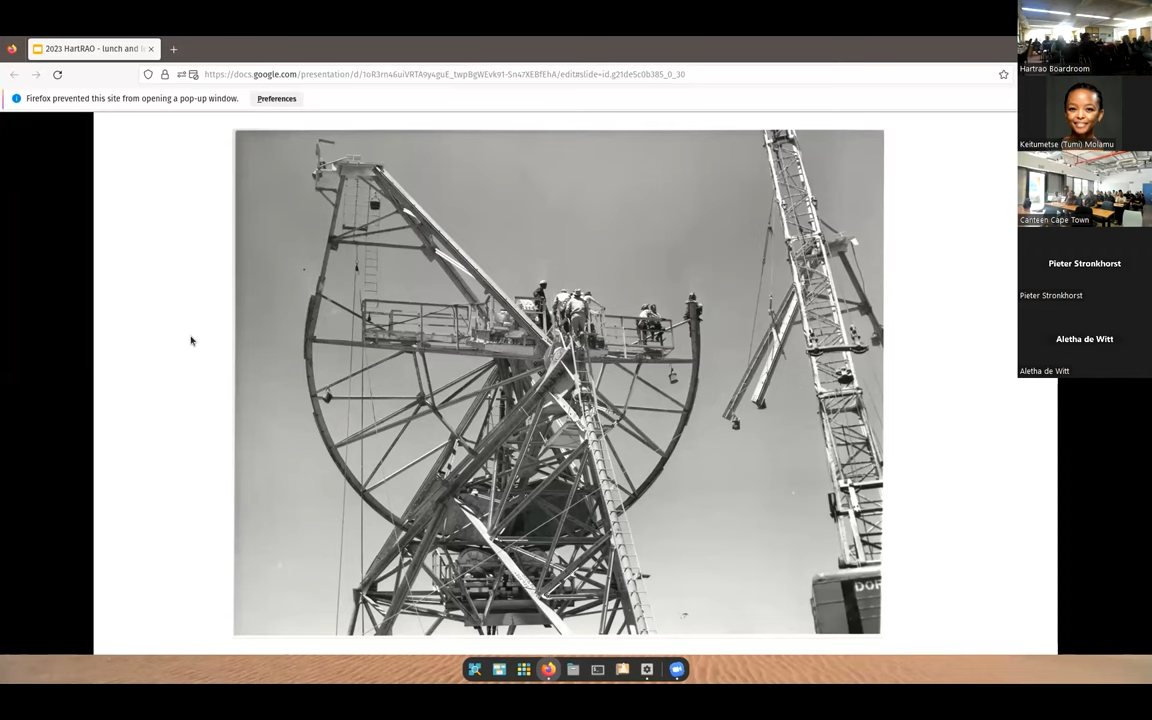 2023 HartRAO - lunch and l
https://docs.google.com/presentation/d/1oR3rn46uiVRTA9y4guE_twpBgWEvk91-Sn47XEBfEhA/edit#slide=id.g21de5c0b385_0_30
Firefox prevented this site from opening a pop-up window.
Preferences
Hartrao Boardroom
Keitumetse (Tumi) Molamu
Canteen Cape Town
Pieter Stronkhorst
Pieter Stronkhorst
Aletha de Witt
Aletha de Witt
DOR